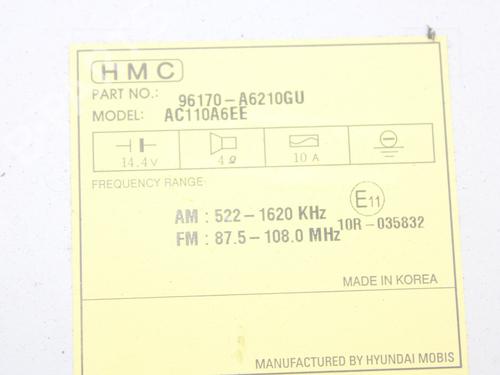 HMC
PART NO.: 96170-A6210GU
MODEL: AC110A6EE
14.4V 4Ω 10 A
FREQUENCY RANGE:
AM : 522-1620 KHz
E11
FM : 87.5-108.0 MHz
10R-035832
MADE IN KOREA
MANUFACTURED BY HYUNDAI MOBIS